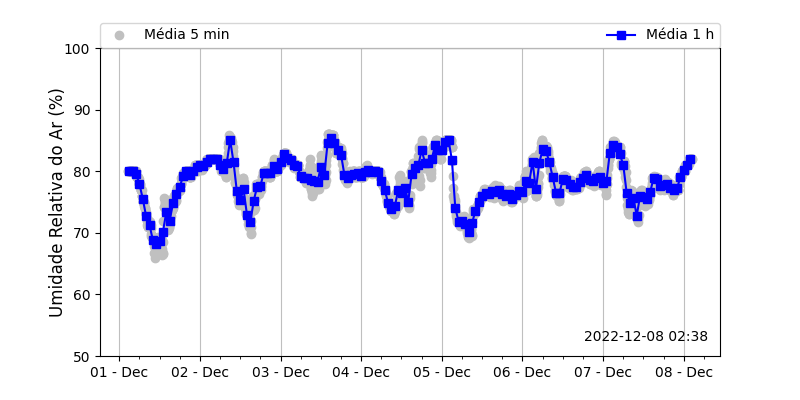 Média 5 min
Média 1 h
Umidade Relativa do Ar (%)
100
90
80
70
60
50
2022-12-08 02:38
01 - Dec
02 - Dec
03 - Dec
04 - Dec
05 - Dec
06 - Dec
07 - Dec
08 - Dec